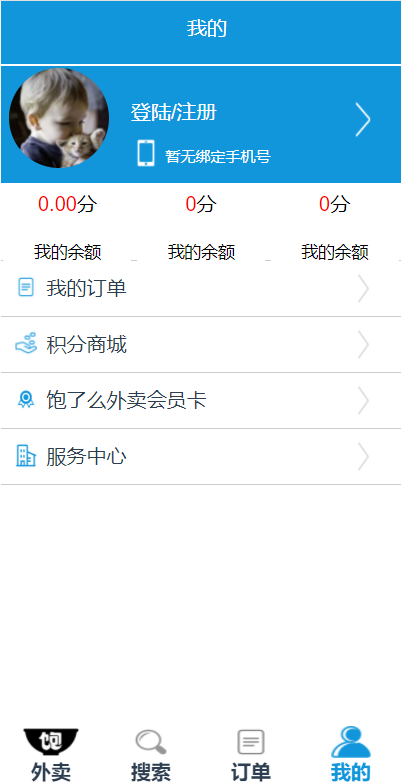 我的
登陆/注册
暂无绑定手机号
0.00分 0分 0分
我的余额 我的余额 我的余额
我的订单
积分商城
饱了么外卖会员卡
服务中心
饱
外卖 搜索 订单 我的